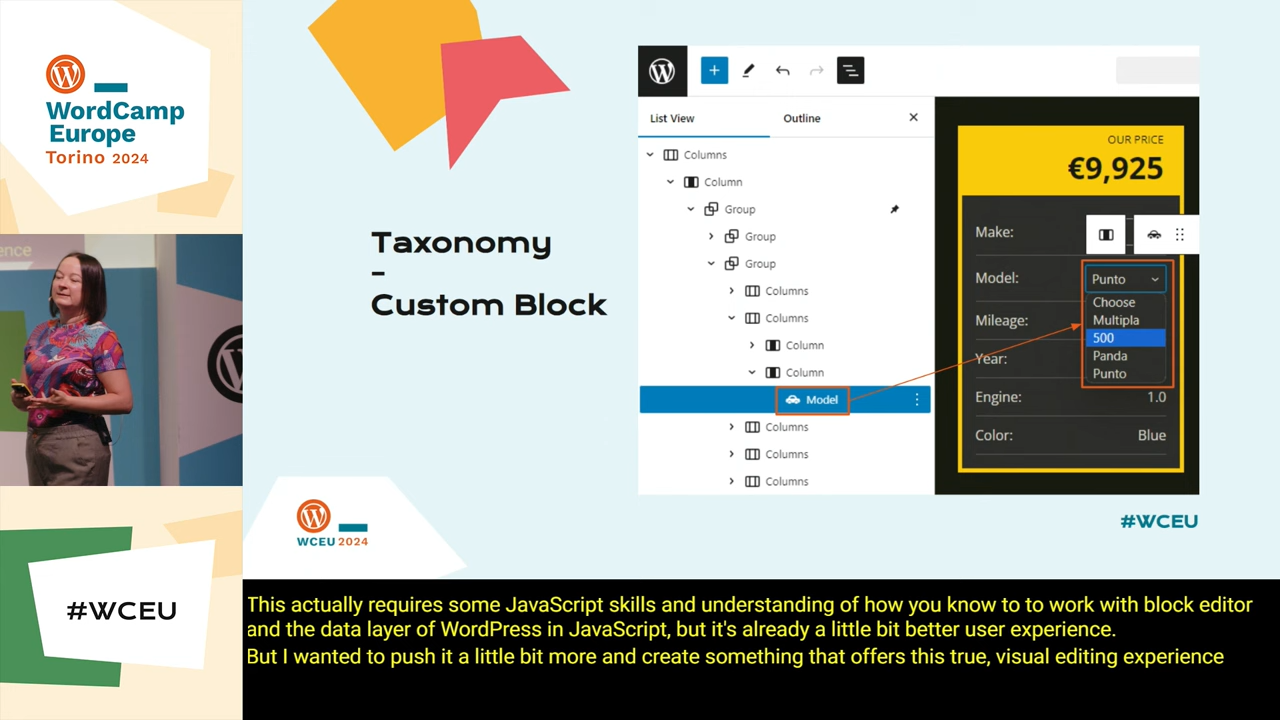 WordCamp
Europe
Torino 2024
ence
#WCEU
Taxonomy
–
Custom Block
WCEU 2024
List View
Outline
Columns
Column
Group
Group
Group
Columns
Columns
Column
Column
Model
Columns
Columns
Columns
OUR PRICE
€9,925
Make:
Model:
Punto
Choose
Multipla
500
Panda
Punto
Mileage:
Year:
Engine:
1.0
Color:
Blue
#WCEU
This actually requires some JavaScript skills and understanding of how you know to to work with block editor
and the data layer of WordPress in JavaScript, but it's already a little bit better user experience.
But I wanted to push it a little bit more and create something that offers this true, visual editing experience